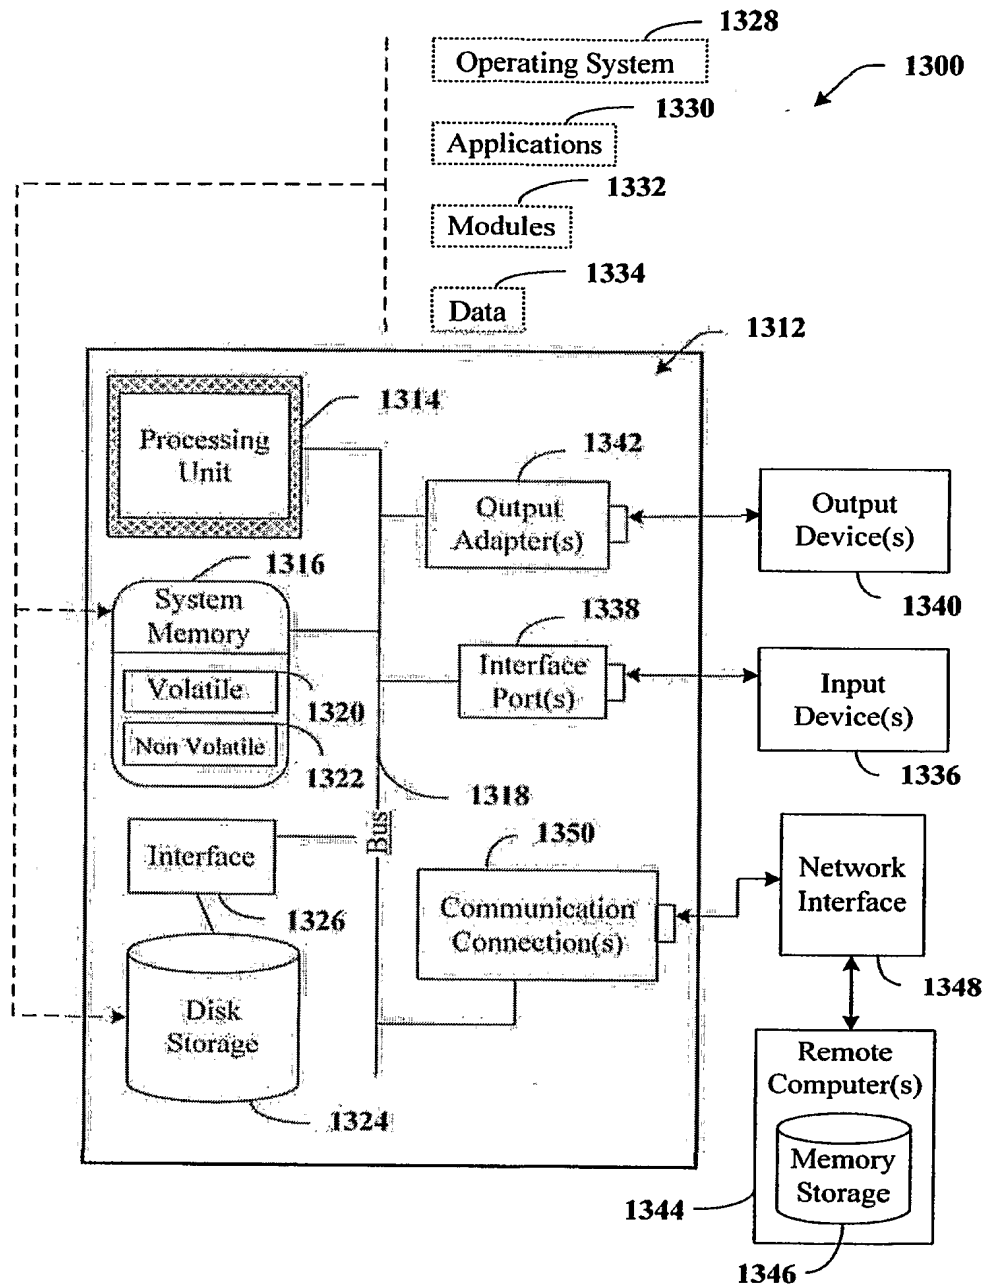 1328
Operating System
1300
1330
Applications
1332
Modules
1334
Data
1312
1314
Processing
Unit
1342
Output
Adapter(s)
Output
Device(s)
1340
1316
System
Memory
Volatile
1320
Non Volatile
1322
1338
Interface
Port(s)
Input
Device(s)
1336
1318
Bus
Interface
1326
1350
Communication
Connection(s)
Network
Interface
1348
Disk
Storage
1324
Remote
Computer(s)
Memory
Storage
1344
1346